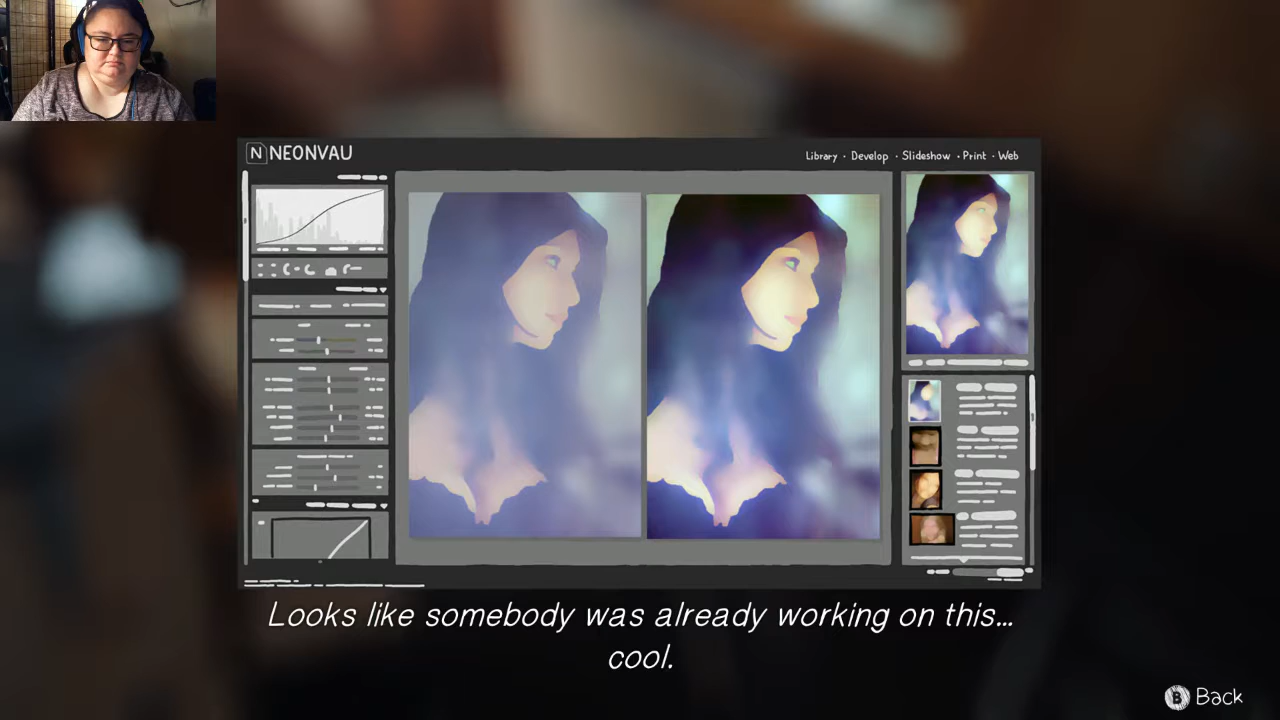 N NEONVAU
Library · Develop · Slideshow · Print · Web
Looks like somebody was already working on this...
cool.
B Back